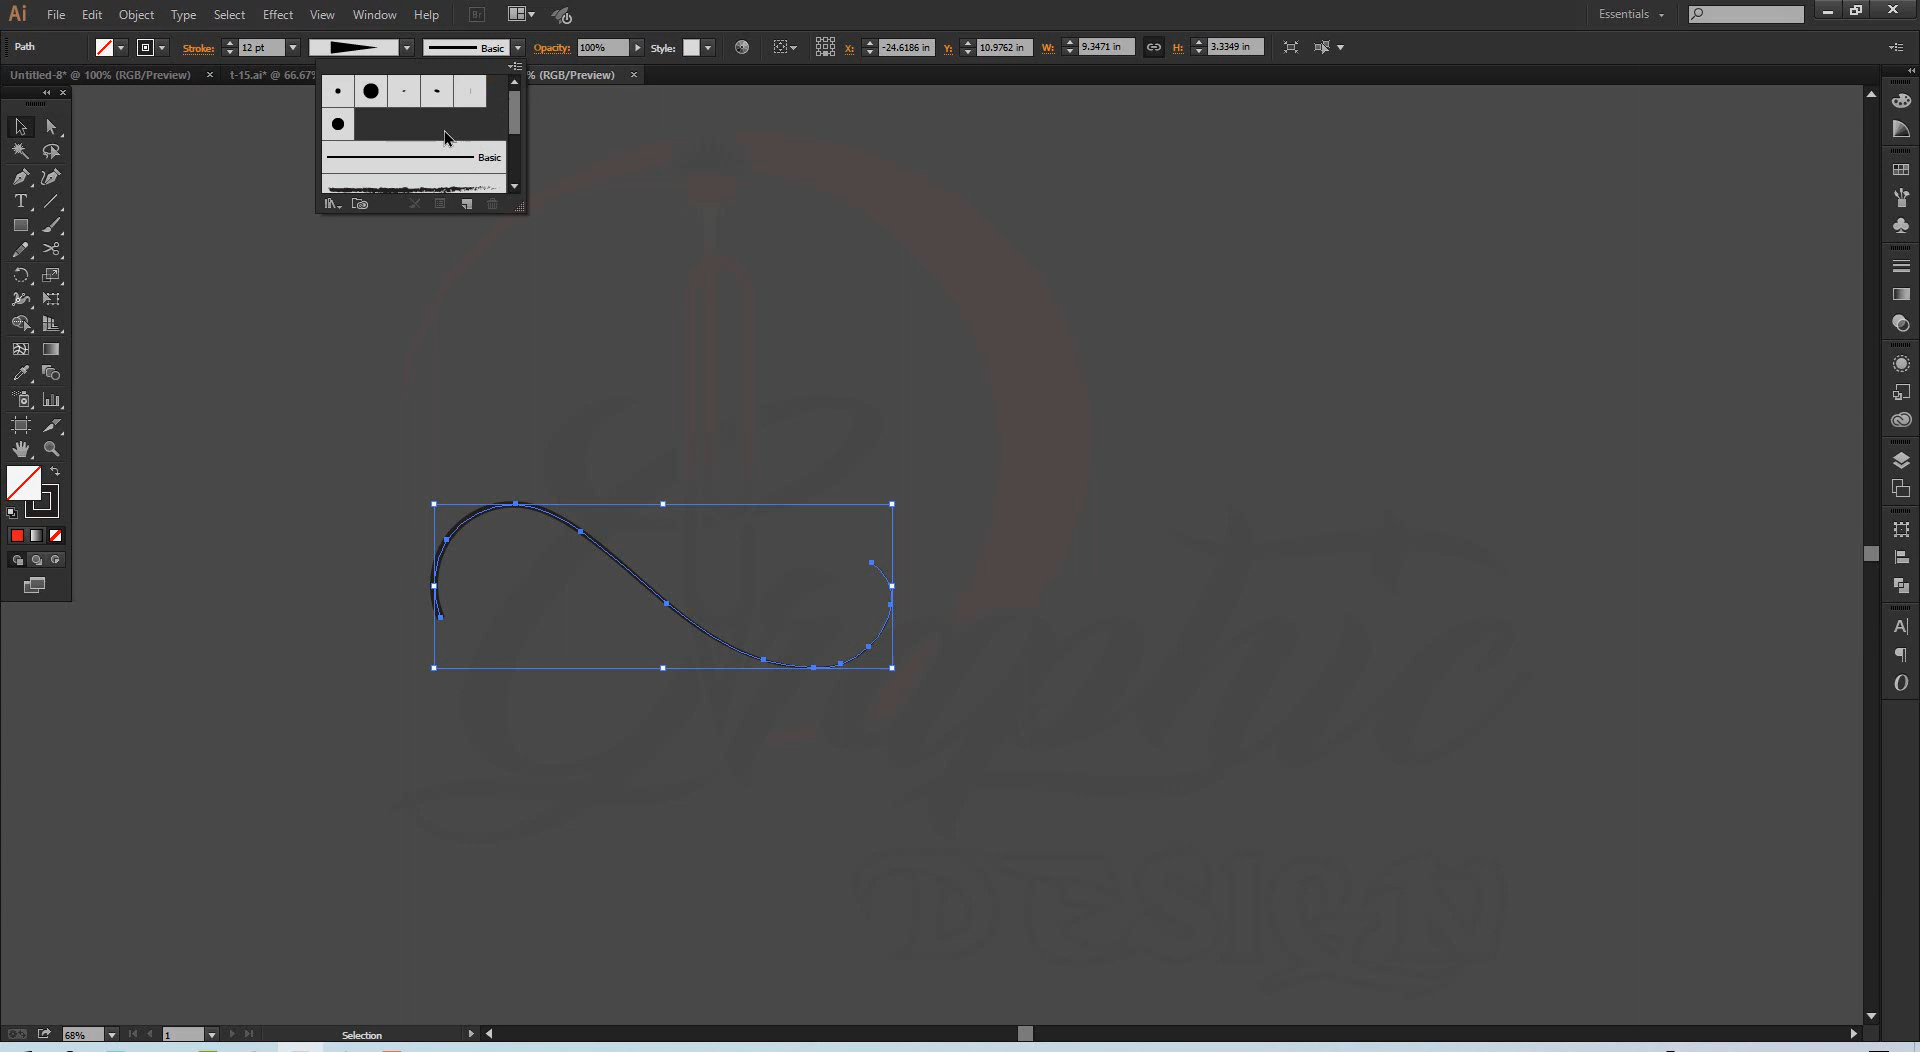 Ai File Edit Object Type Select Effect View Window Help Br Essentials
Path Stroke: 12 pt Basic Opacity: 100% Style: X: -24.6186 in Y: 10.9762 in W: 9.3471 in H: 3.3349 in
Untitled-8* @ 100% (RGB/Preview) × t-15.ai* @ 66.67% % (RGB/Preview) ×
Basic
DESIGN
68% 1 Selection